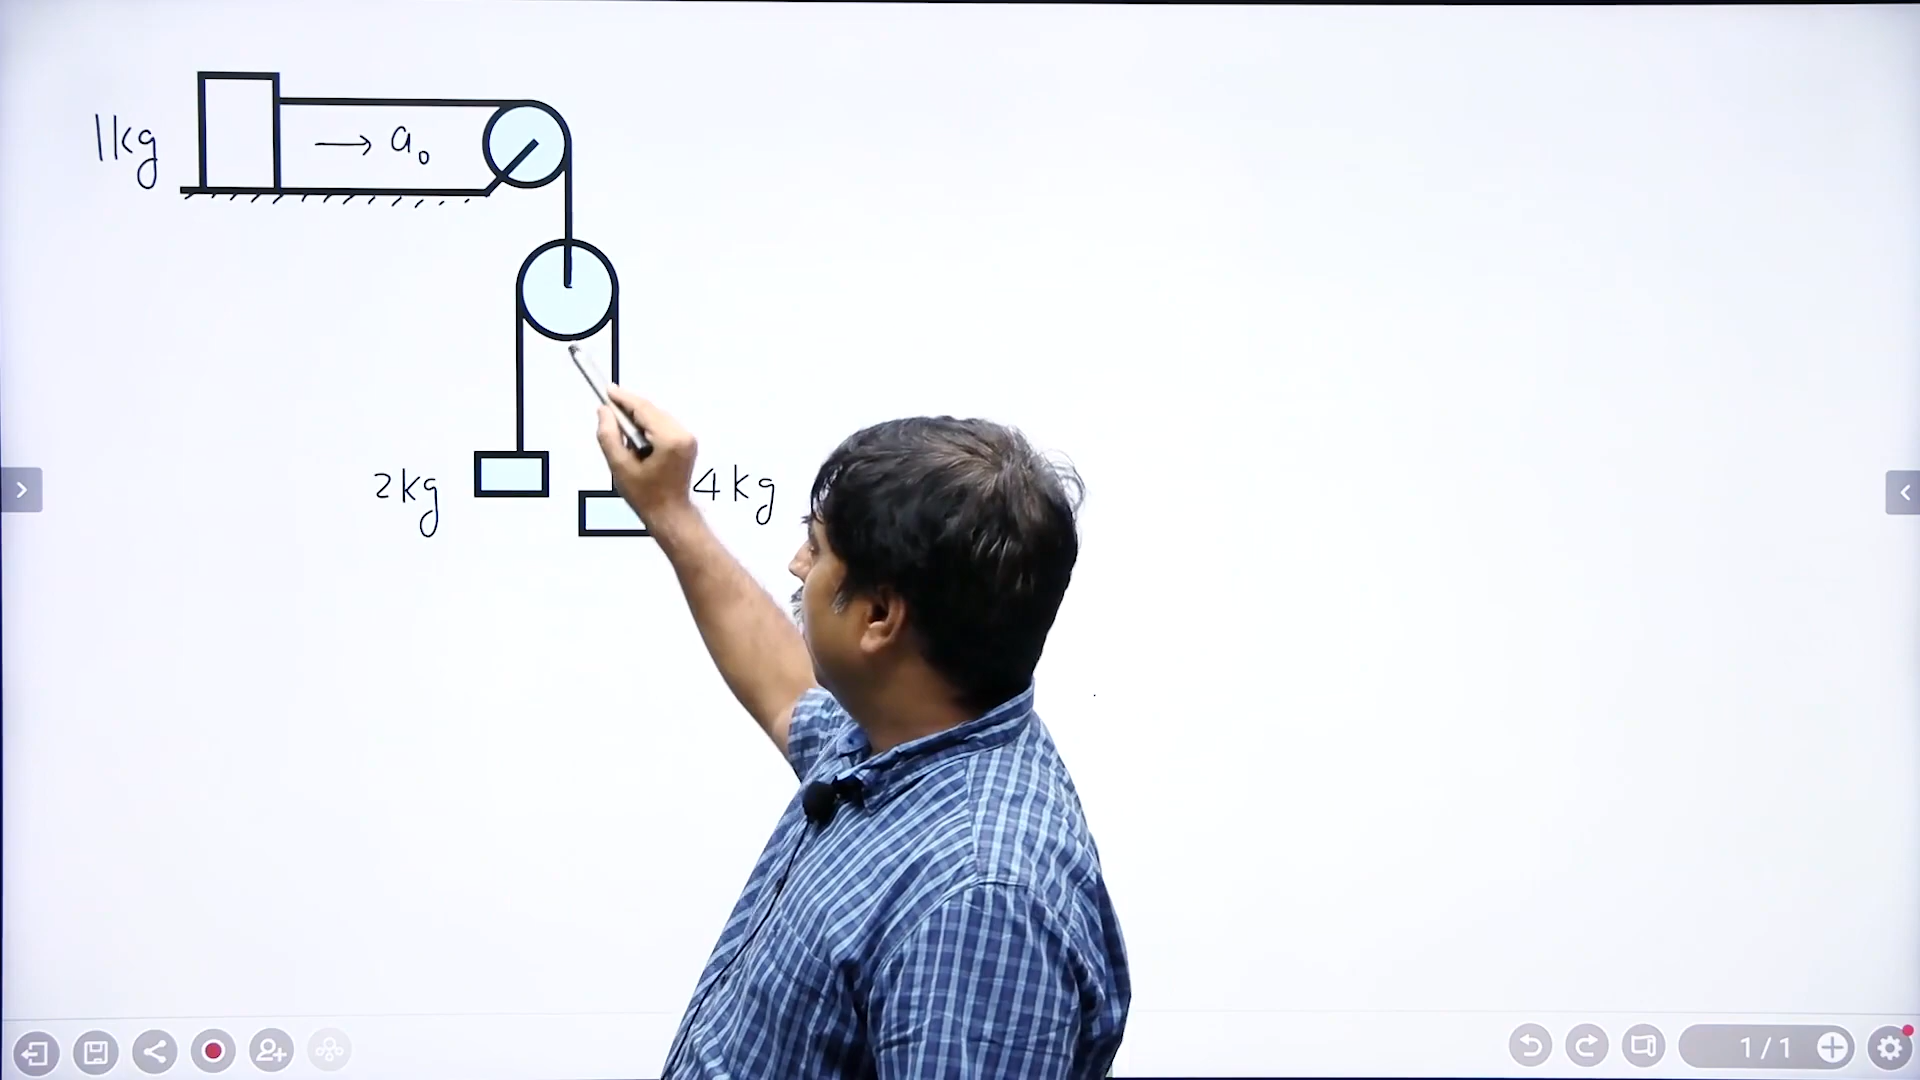 1kg
→ a₀
2kg
4kg
1/1